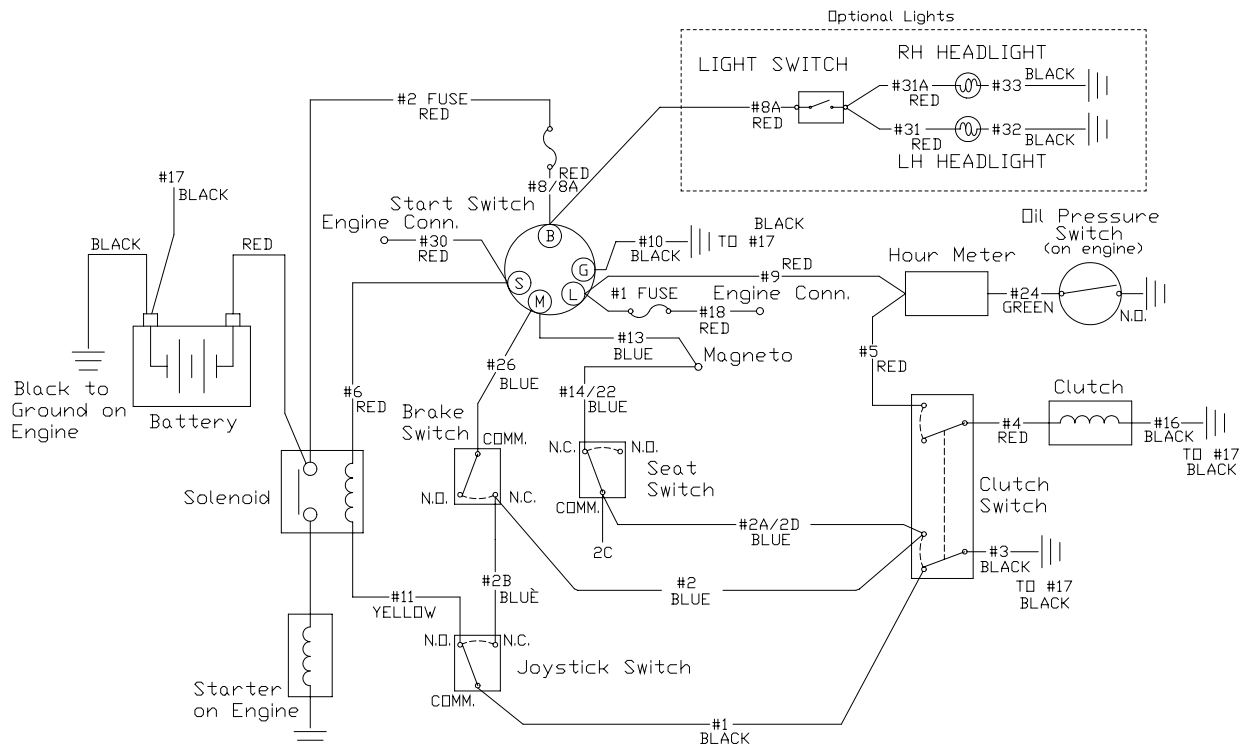 Optional Lights
LIGHT SWITCH
RH HEADLIGHT
#31A
RED
#33
BLACK
#8A
RED
#31
RED
#32
BLACK
LH HEADLIGHT
#2 FUSE
RED
RED
#8/8A
#17
BLACK
BLACK
RED
Start Switch
Engine Conn.
#30
RED
B
G
S
M
L
#10
BLACK
TO #17
BLACK
#9
RED
#1 FUSE
Engine Conn.
#18
RED
Hour Meter
Oil Pressure
Switch
(on engine)
#24
GREEN
N.O.
#13
BLUE
Magneto
#26
BLUE
#5
RED
#14/22
BLUE
#6
RED
Black to
Ground on
Engine
Battery
Brake
Switch
COMM.
N.O.
N.C.
N.C.
N.O.
Seat
Switch
COMM.
2C
Clutch
#4
RED
#16
BLACK
TO #17
BLACK
Clutch
Switch
Solenoid
#2A/2D
BLUE
#3
BLACK
TO #17
BLACK
#2B
BLUE
#2
BLUE
#11
YELLOW
N.O.
N.C.
Joystick Switch
COMM.
Starter
on Engine
#1
BLACK